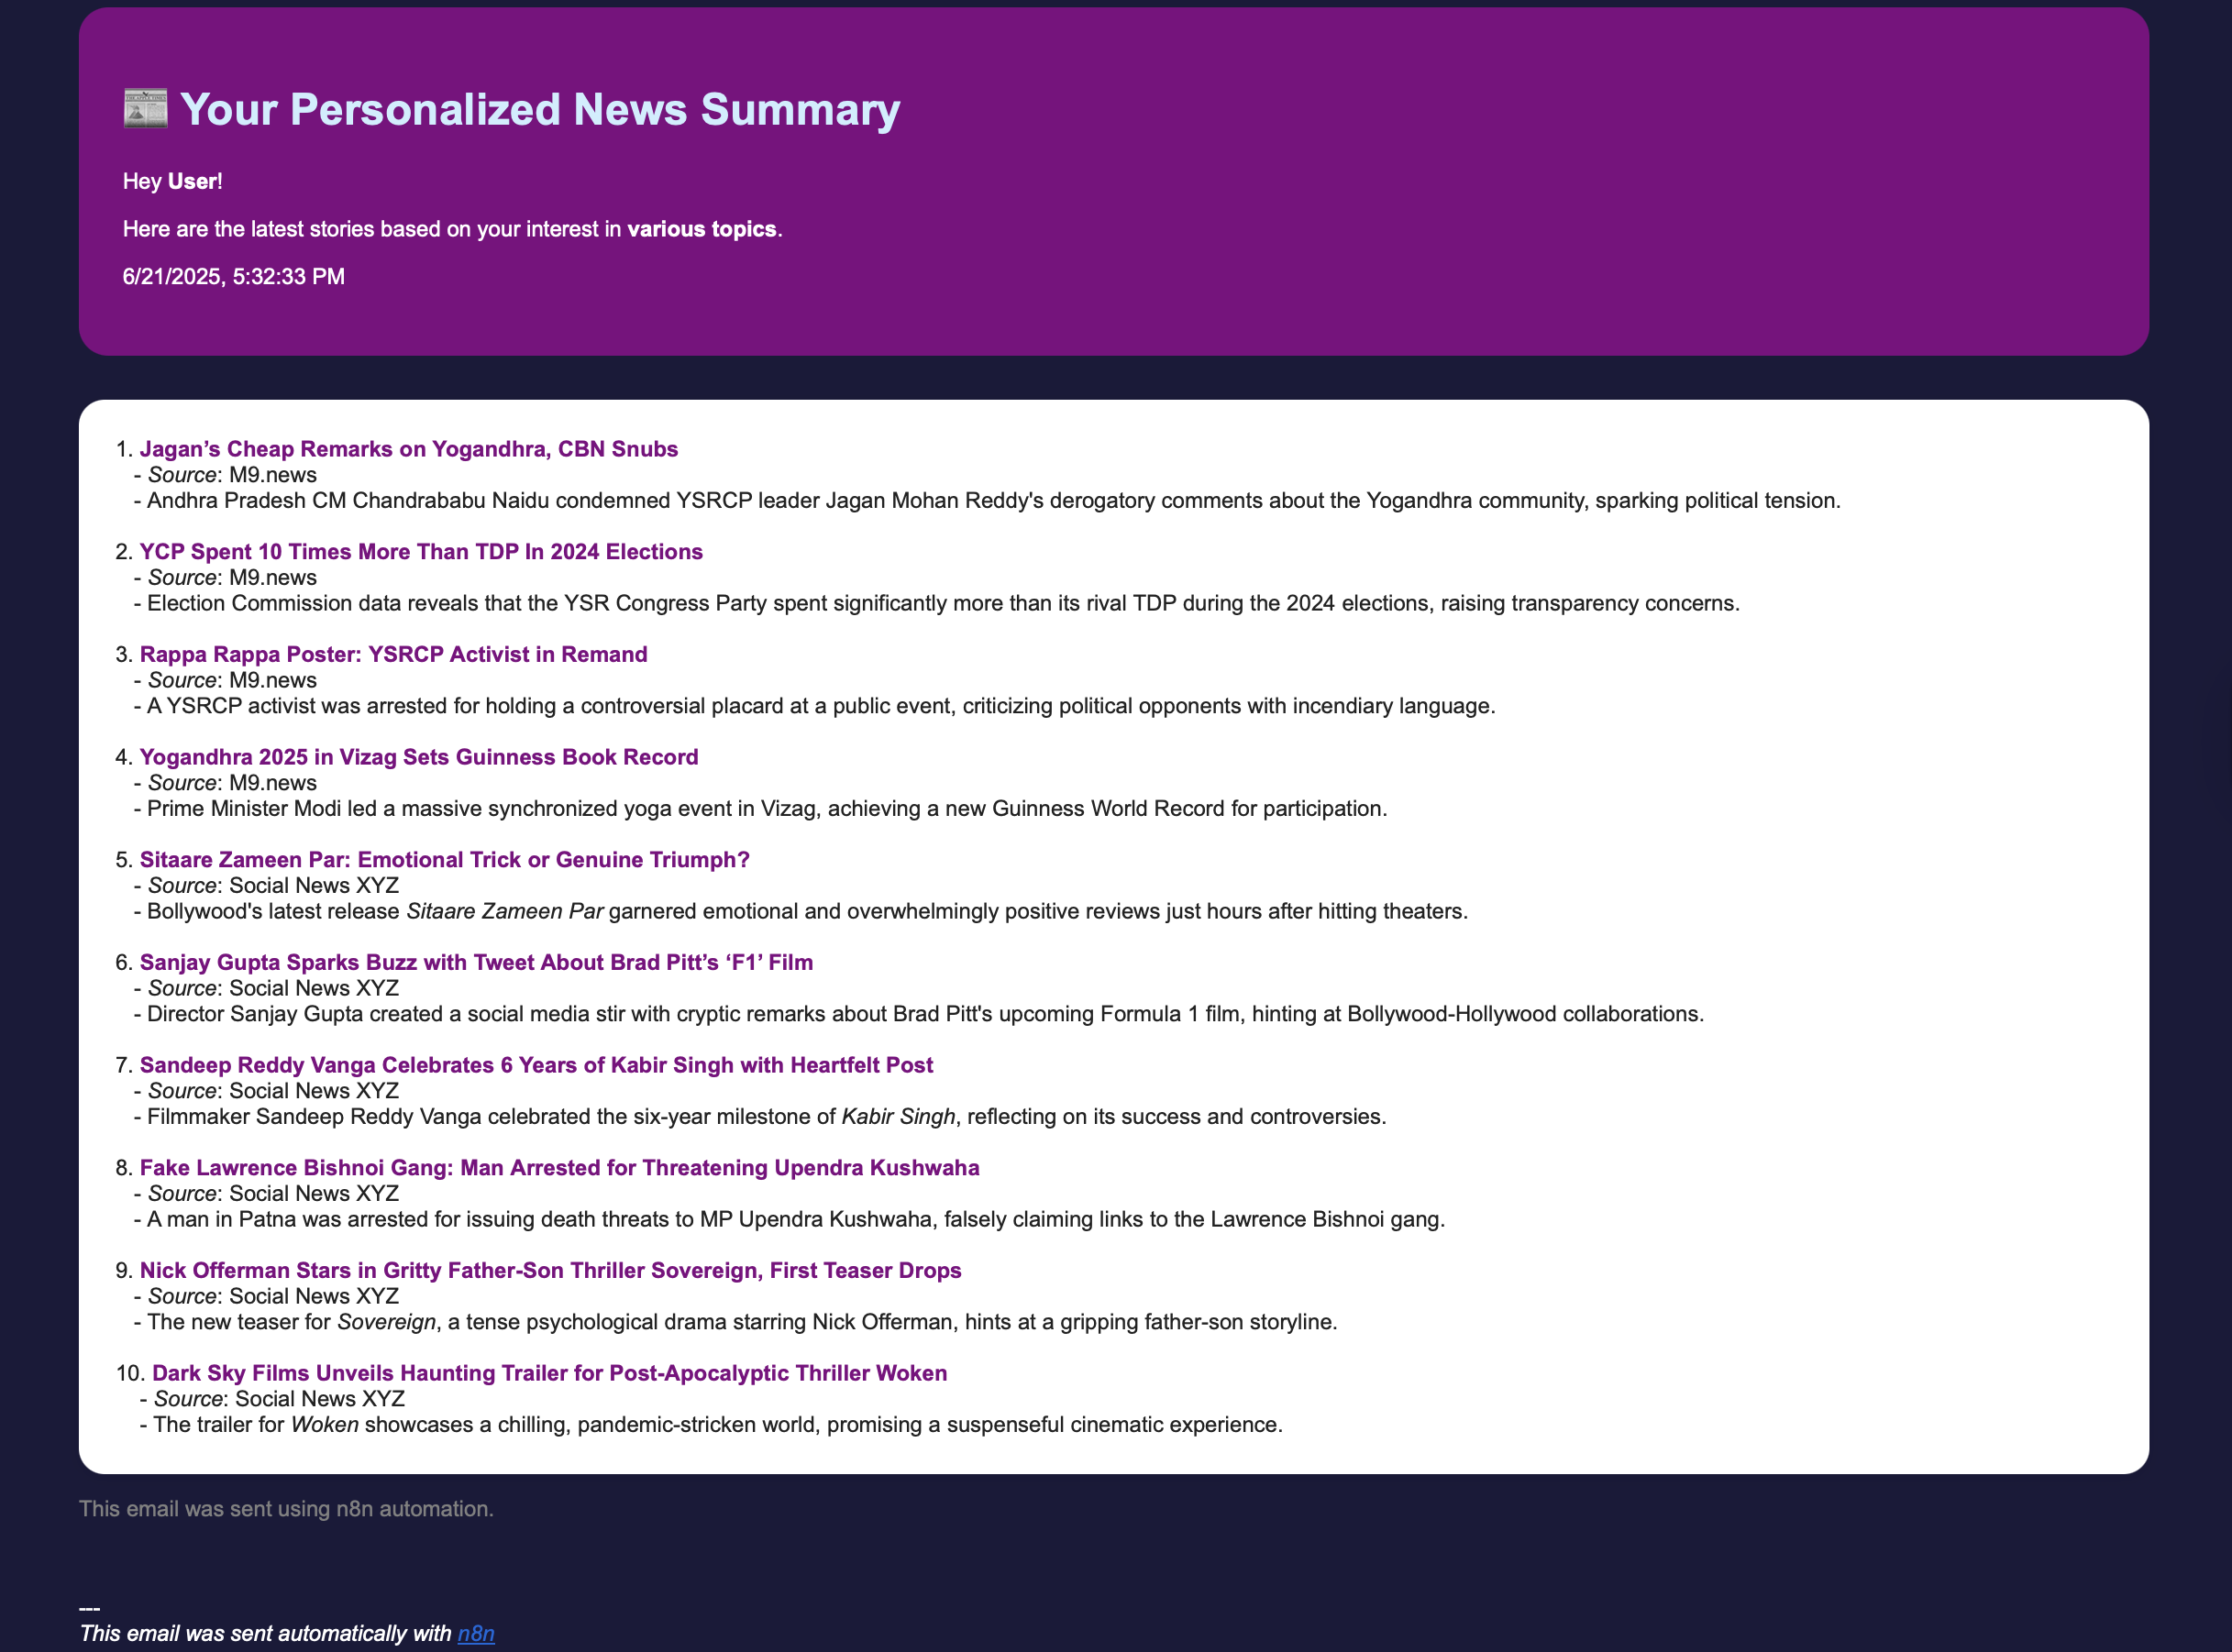 📰 Your Personalized News Summary
Hey User!
Here are the latest stories based on your interest in various topics.
6/21/2025, 5:32:33 PM
1. Jagan’s Cheap Remarks on Yogandhra, CBN Snubs
- Source: M9.news
- Andhra Pradesh CM Chandrababu Naidu condemned YSRCP leader Jagan Mohan Reddy's derogatory comments about the Yogandhra community, sparking political tension.
2. YCP Spent 10 Times More Than TDP In 2024 Elections
- Source: M9.news
- Election Commission data reveals that the YSR Congress Party spent significantly more than its rival TDP during the 2024 elections, raising transparency concerns.
3. Rappa Rappa Poster: YSRCP Activist in Remand
- Source: M9.news
- A YSRCP activist was arrested for holding a controversial placard at a public event, criticizing political opponents with incendiary language.
4. Yogandhra 2025 in Vizag Sets Guinness Book Record
- Source: M9.news
- Prime Minister Modi led a massive synchronized yoga event in Vizag, achieving a new Guinness World Record for participation.
5. Sitaare Zameen Par: Emotional Trick or Genuine Triumph?
- Source: Social News XYZ
- Bollywood's latest release Sitaare Zameen Par garnered emotional and overwhelmingly positive reviews just hours after hitting theaters.
6. Sanjay Gupta Sparks Buzz with Tweet About Brad Pitt’s ‘F1’ Film
- Source: Social News XYZ
- Director Sanjay Gupta created a social media stir with cryptic remarks about Brad Pitt's upcoming Formula 1 film, hinting at Bollywood-Hollywood collaborations.
7. Sandeep Reddy Vanga Celebrates 6 Years of Kabir Singh with Heartfelt Post
- Source: Social News XYZ
- Filmmaker Sandeep Reddy Vanga celebrated the six-year milestone of Kabir Singh, reflecting on its success and controversies.
8. Fake Lawrence Bishnoi Gang: Man Arrested for Threatening Upendra Kushwaha
- Source: Social News XYZ
- A man in Patna was arrested for issuing death threats to MP Upendra Kushwaha, falsely claiming links to the Lawrence Bishnoi gang.
9. Nick Offerman Stars in Gritty Father-Son Thriller Sovereign, First Teaser Drops
- Source: Social News XYZ
- The new teaser for Sovereign, a tense psychological drama starring Nick Offerman, hints at a gripping father-son storyline.
10. Dark Sky Films Unveils Haunting Trailer for Post-Apocalyptic Thriller Woken
- Source: Social News XYZ
- The trailer for Woken showcases a chilling, pandemic-stricken world, promising a suspenseful cinematic experience.
This email was sent using n8n automation.
---
This email was sent automatically with n8n